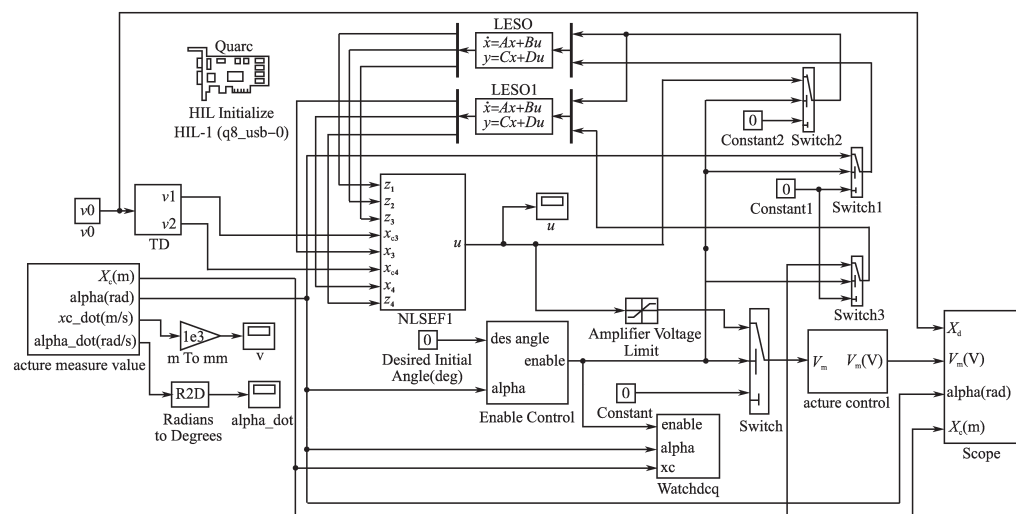 LESO
Quarc
ẋ=Ax+Bu
y=Cx+Du
HIL Initialize
HIL-1 (q8_usb-0)
LESO1
ẋ=Ax+Bu
y=Cx+Du
0
Constant2
Switch2
0
Constant1
Switch1
v0
v0
v1
v2
TD
z1
z2
z3
xc3
x3
xc4
x4
z4
u
NLSEF1
u
Switch3
Xc(m)
alpha(rad)
xc_dot(m/s)
alpha_dot(rad/s)
acture measure value
1e3
m To mm
v
R2D
Radians
to Degrees
alpha_dot
0
Desired Initial
Angle(deg)
des angle
enable
alpha
Enable Control
Amplifier Voltage
Limit
0
Constant
Switch
enable
alpha
xc
Watchdcq
Vm
Vm(V)
acture control
Xd
Vm(V)
alpha(rad)
Xc(m)
Scope